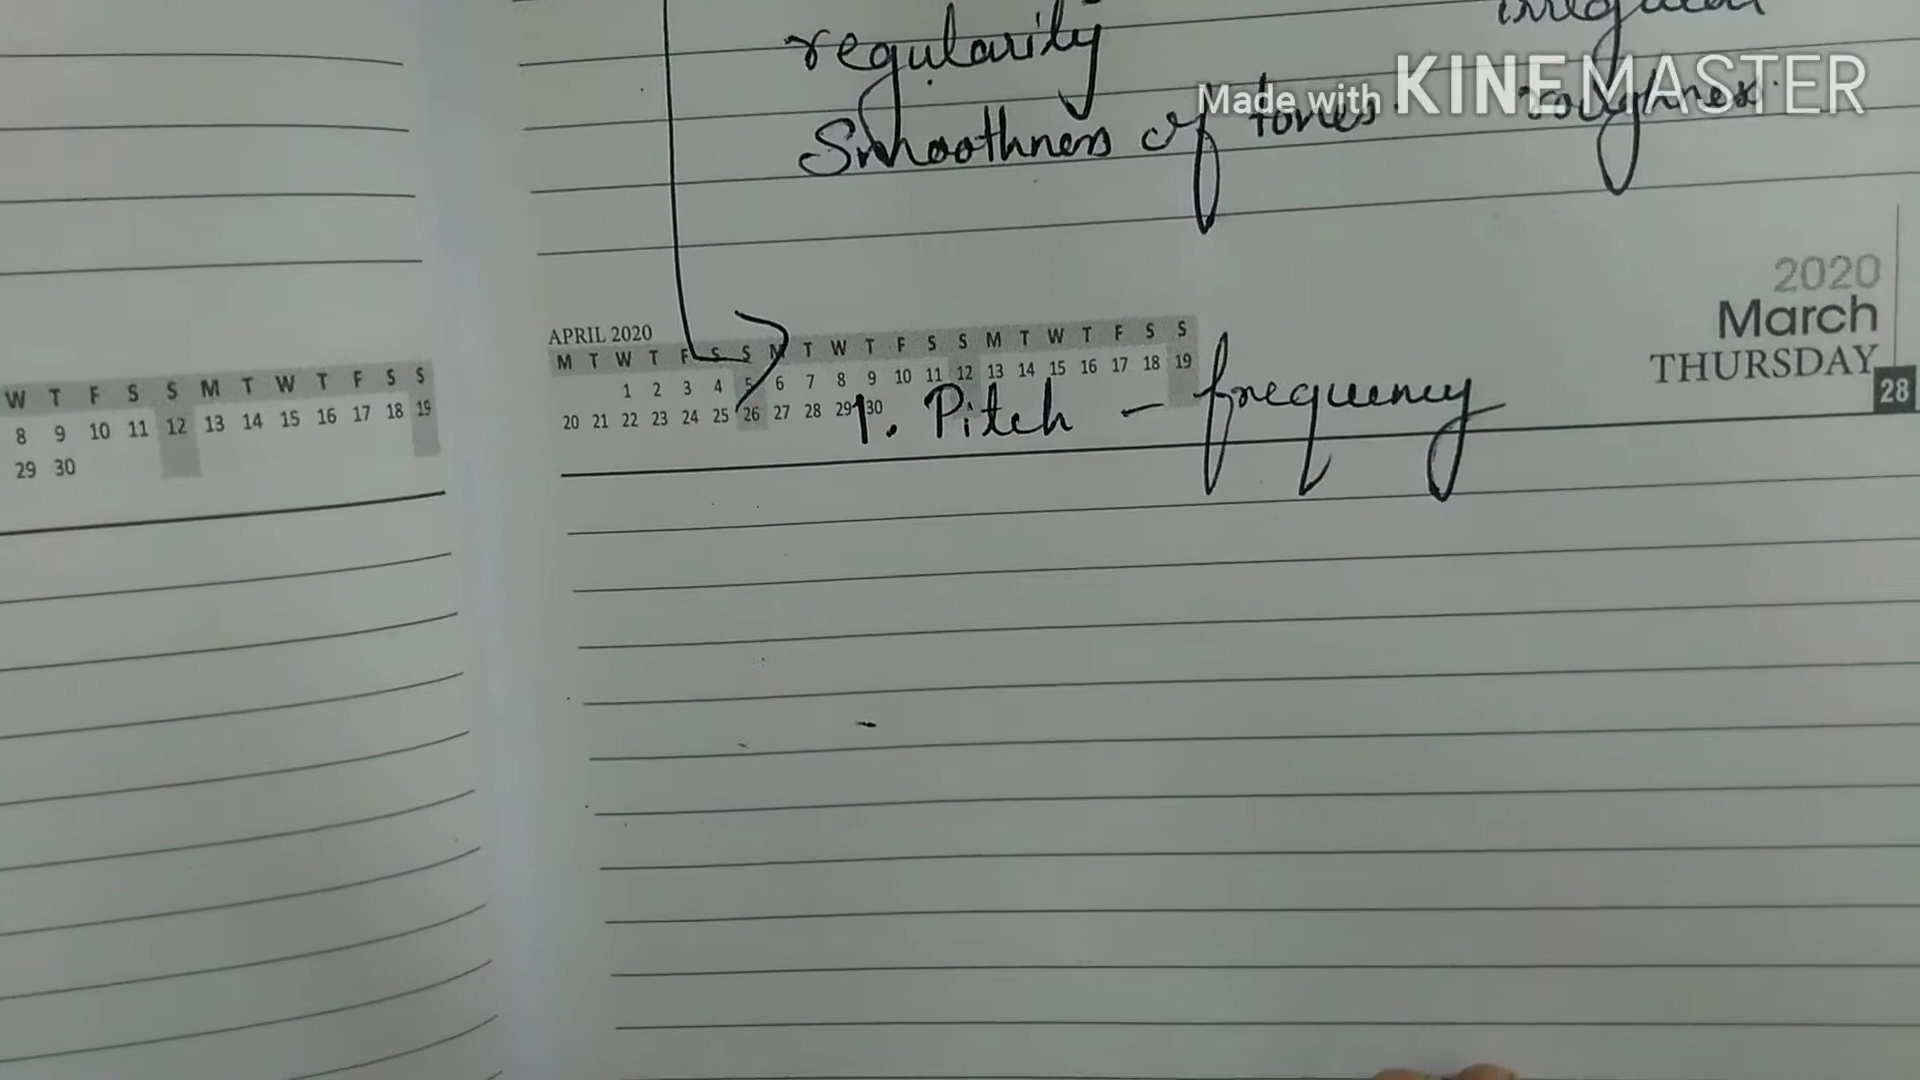 regularity irregular
Made with KINEMASTER
Smoothness of tones. roughness.
2020
March
THURSDAY
28
APRIL 2020
M T W T F S S M T W T F S S M T W T F S S
1 2 3 4 5 6 7 8 9 10 11 12 13 14 15 16 17 18 19
20 21 22 23 24 25 26 27 28 29 30
1. Pitch - frequency
W T F S S M T W T F S S
8 9 10 11 12 13 14 15 16 17 18 19
29 30